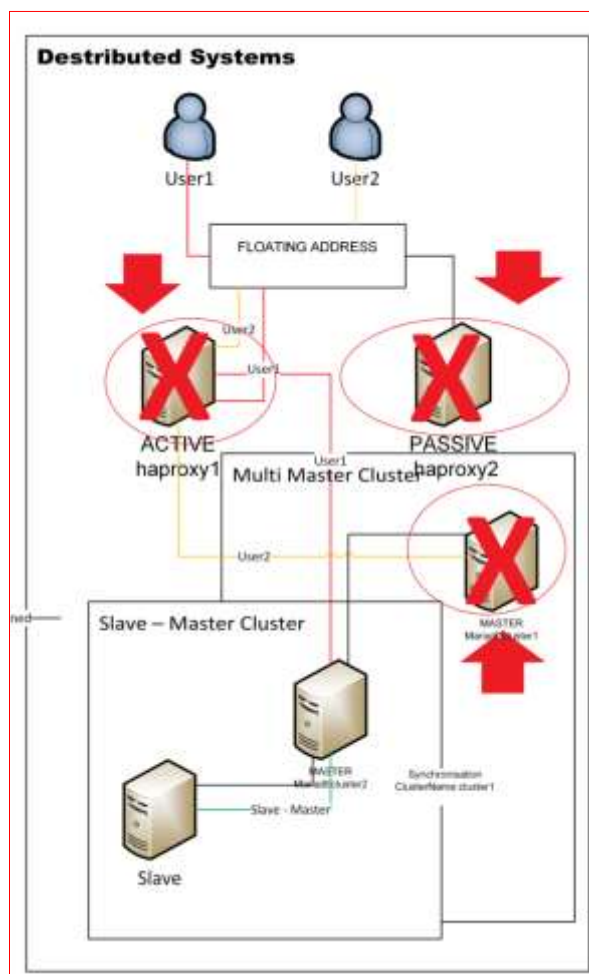 Destributed Systems
User1
User2
FLOATING ADDRESS
User2
User1
ACTIVE
haproxy1
PASSIVE
haproxy2
User1
Multi Master Cluster
User2
MASTER
Slave – Master Cluster
MASTER
Synchronisation
ClusterName cluster1
Slave - Master
Slave